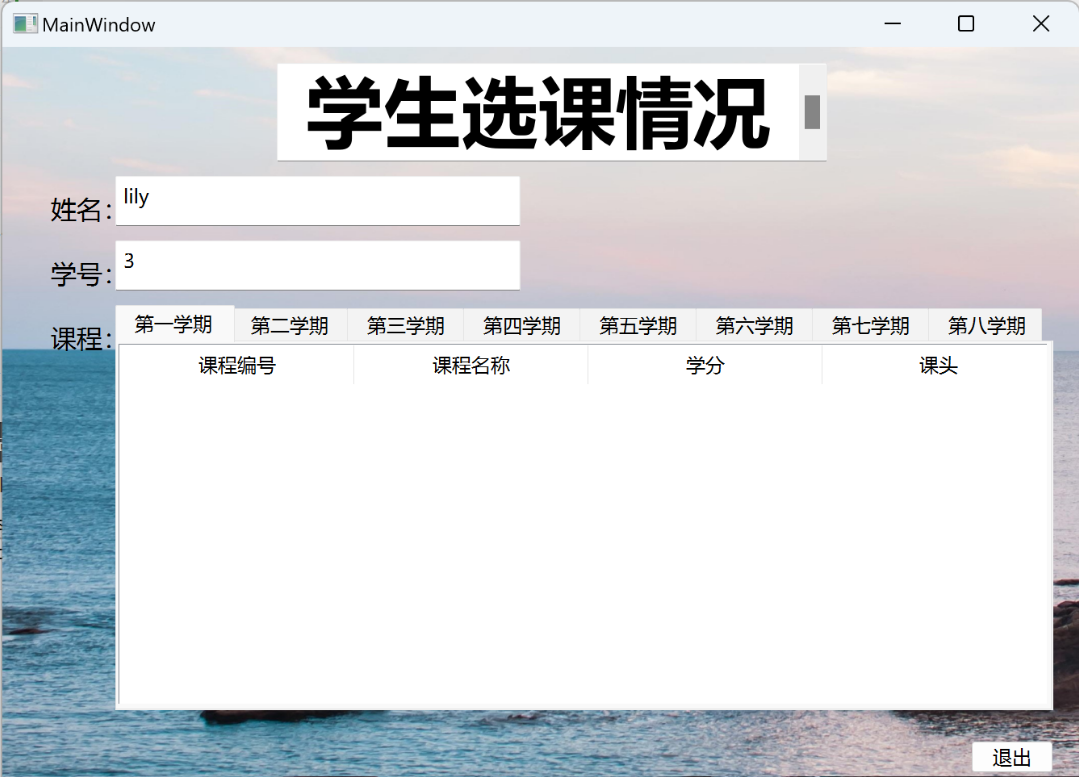 MainWindow
学生选课情况
姓名：lily
学号：3
课程：
第一学期 第二学期 第三学期 第四学期 第五学期 第六学期 第七学期 第八学期
课程编号 课程名称 学分 课头
退出